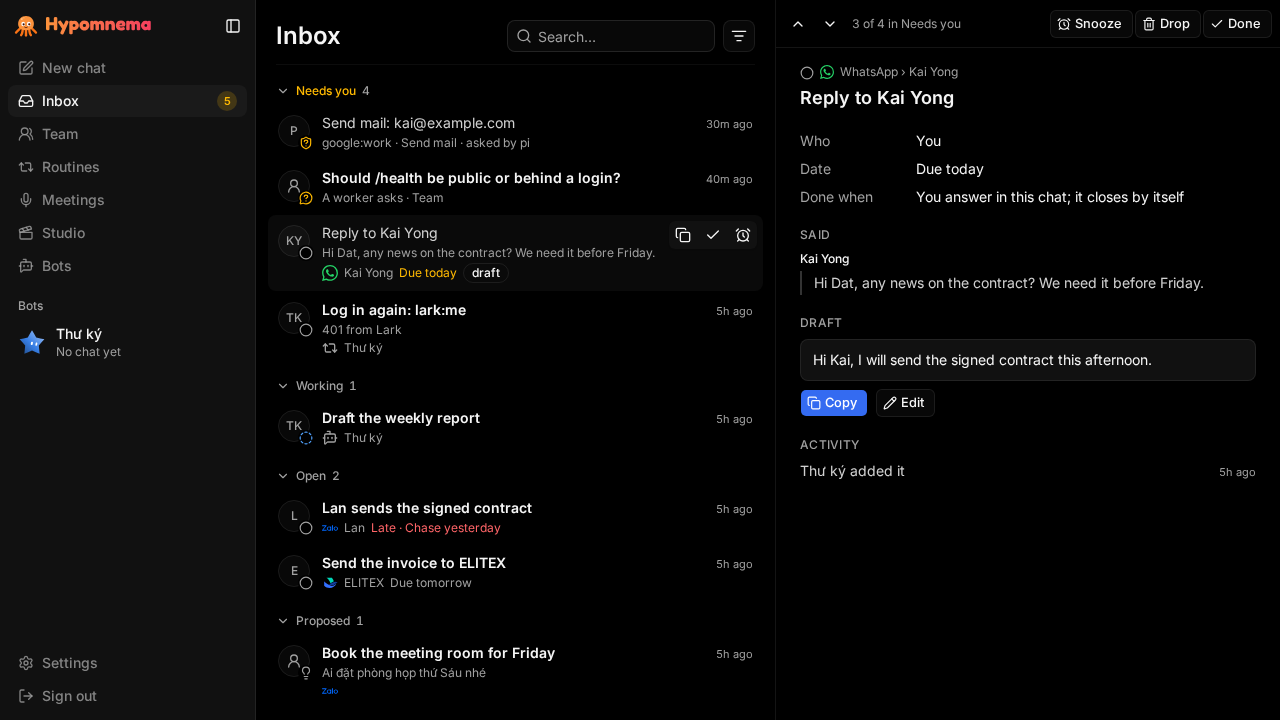 Hypomnema
New chat
Inbox 5
Team
Routines
Meetings
Studio
Bots
Bots
Thư ký
No chat yet
Settings
Sign out
Inbox
Search...
Needs you 4
P
Send mail: kai@example.com 30m ago
google:work · Send mail · asked by pi
Should /health be public or behind a login? 40m ago
A worker asks · Team
KY
Reply to Kai Yong
Hi Dat, any news on the contract? We need it before Friday.
Kai Yong Due today draft
TK
Log in again: lark:me 5h ago
401 from Lark
Thư ký
Working 1
TK
Draft the weekly report 5h ago
Thư ký
Open 2
L
Lan sends the signed contract 5h ago
Zalo Lan Late · Chase yesterday
E
Send the invoice to ELITEX 5h ago
ELITEX Due tomorrow
Proposed 1
Book the meeting room for Friday 5h ago
Ai đặt phòng họp thứ Sáu nhé
Zalo
3 of 4 in Needs you
Snooze
Drop
Done
WhatsApp › Kai Yong
Reply to Kai Yong
Who You
Date Due today
Done when You answer in this chat; it closes by itself
SAID
Kai Yong
Hi Dat, any news on the contract? We need it before Friday.
DRAFT
Hi Kai, I will send the signed contract this afternoon.
Copy
Edit
ACTIVITY
Thư ký added it 5h ago